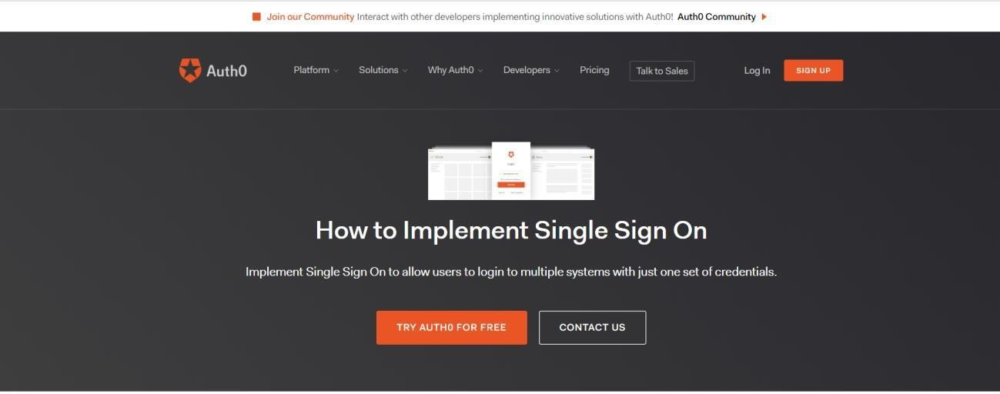 Join our Community Interact with other developers implementing innovative solutions with Auth0! Auth0 Community
Auth0 Platform Solutions Why Auth0 Developers Pricing Talk to Sales Log In SIGN UP
Login
How to Implement Single Sign On
Implement Single Sign On to allow users to login to multiple systems with just one set of credentials.
TRY AUTH0 FOR FREE CONTACT US